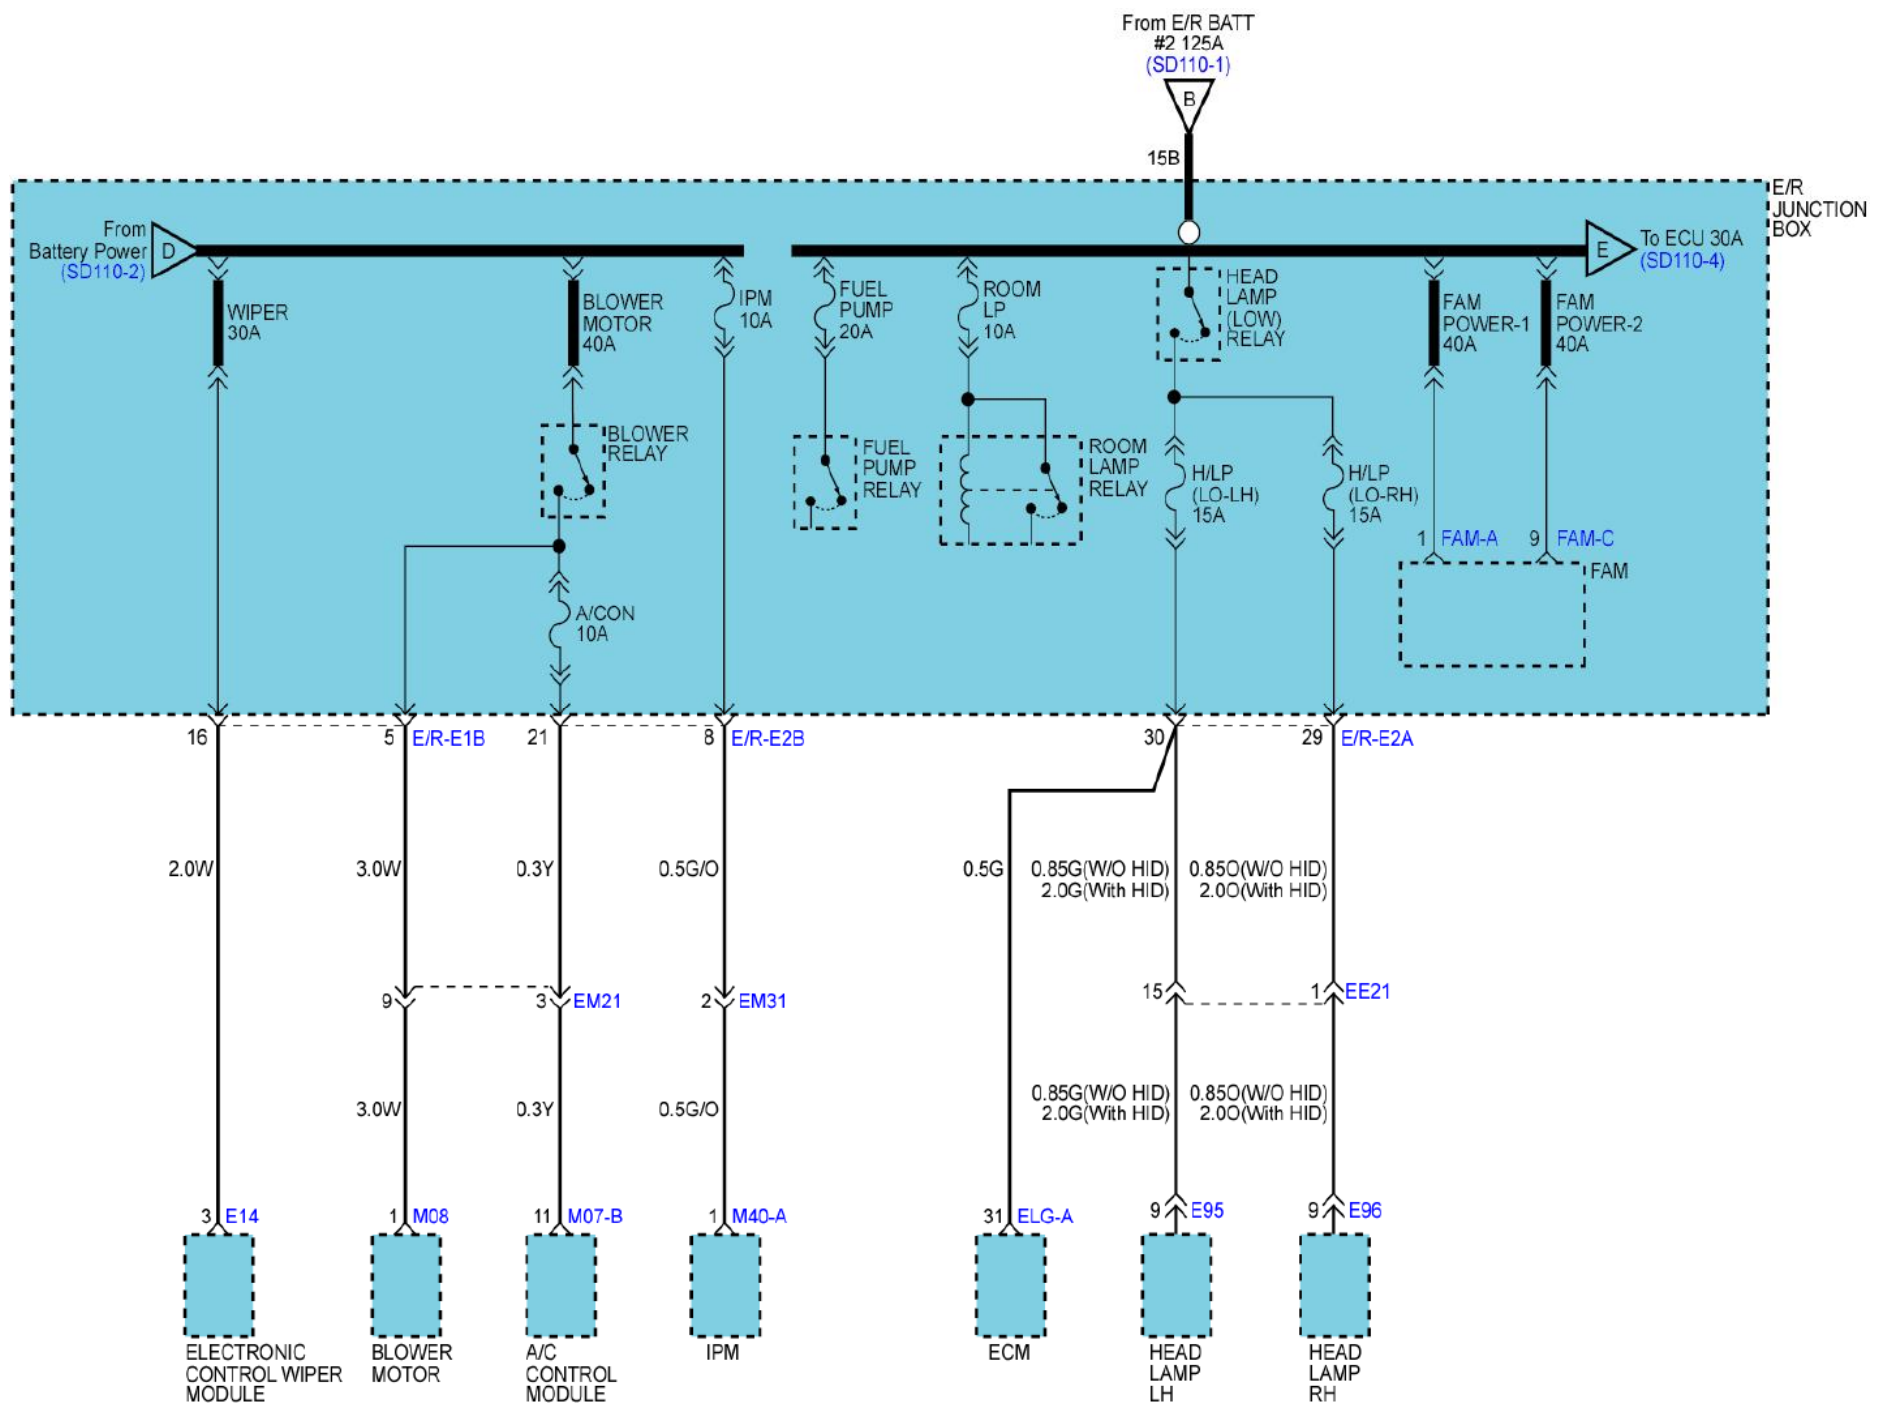 From E/R BATT
#2 125A
(SD110-1)
B
15B
E/R
JUNCTION
BOX
From
Battery Power
(SD110-2)
D
E
To ECU 30A
(SD110-4)
WIPER
30A
BLOWER
MOTOR
40A
IPM
10A
FUEL
PUMP
20A
ROOM
LP
10A
HEAD
LAMP
(LOW)
RELAY
FAM
POWER-1
40A
FAM
POWER-2
40A
BLOWER
RELAY
FUEL
PUMP
RELAY
ROOM
LAMP
RELAY
H/LP
(LO-LH)
15A
H/LP
(LO-RH)
15A
1 FAM-A
9 FAM-C
FAM
A/CON
10A
16
5 E/R-E1B
21
8 E/R-E2B
30
29 E/R-E2A
2.0W
3.0W
0.3Y
0.5G/O
0.5G
0.85G(W/O HID)
2.0G(With HID)
0.85O(W/O HID)
2.0O(With HID)
9
3 EM21
2 EM31
15
1 EE21
3.0W
0.3Y
0.5G/O
0.85G(W/O HID)
2.0G(With HID)
0.85O(W/O HID)
2.0O(With HID)
3 E14
1 M08
11 M07-B
1 M40-A
31 ELG-A
9 E95
9 E96
ELECTRONIC
CONTROL WIPER
MODULE
BLOWER
MOTOR
A/C
CONTROL
MODULE
IPM
ECM
HEAD
LAMP
LH
HEAD
LAMP
RH